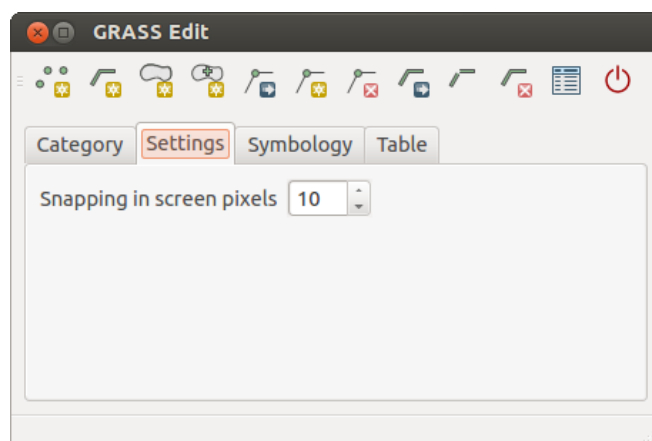 GRASS Edit
Category Settings Symbology Table
Snapping in screen pixels 10